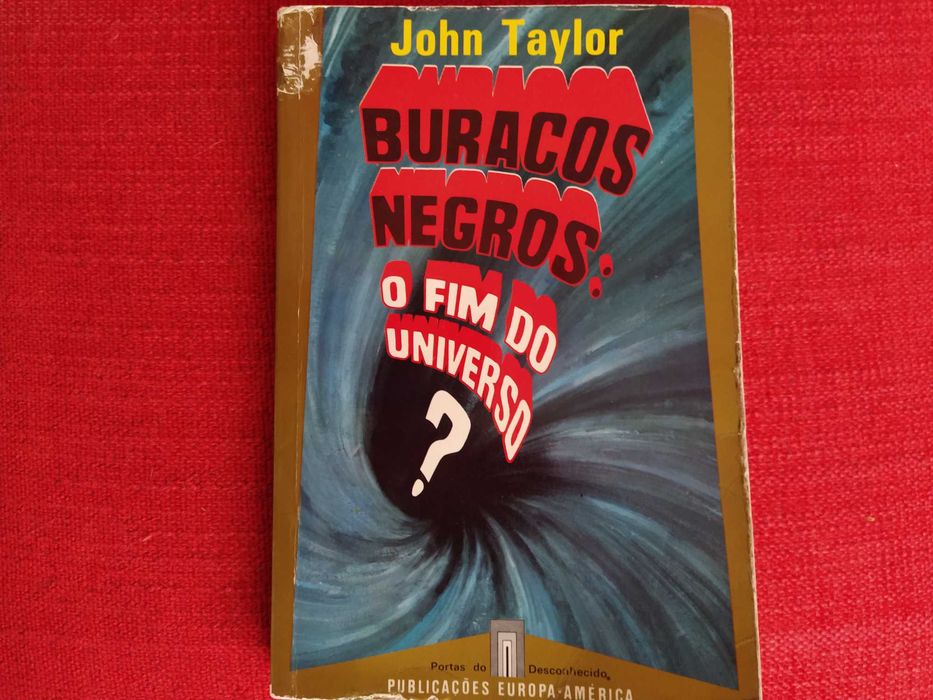 John Taylor
BURACOS
NEGROS:
O FIM DO
UNIVERSO
?
Portas do Desconhecido
PUBLICAÇÕES EUROPA-AMÉRICA